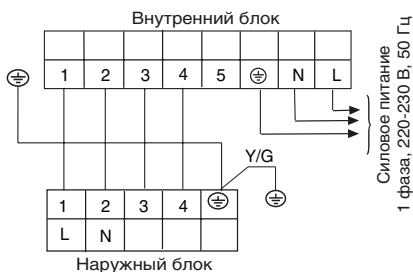 Внутренний блок
1 2 3 4 5 N L
Силовое питание
1 фаза, 220-230 В, 50 Гц
Y/G
1 2 3 4
L N
Наружный блок